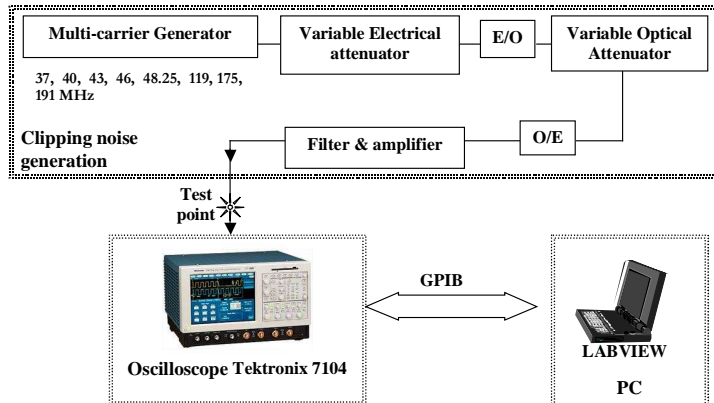 Multi-carrier Generator
Variable Electrical
attenuator
E/O
Variable Optical
Attenuator
37, 40, 43, 46, 48.25, 119, 175,
191 MHz
Clipping noise
generation
Filter & amplifier
O/E
Test
point
GPIB
Oscilloscope Tektronix 7104
LABVIEW
PC